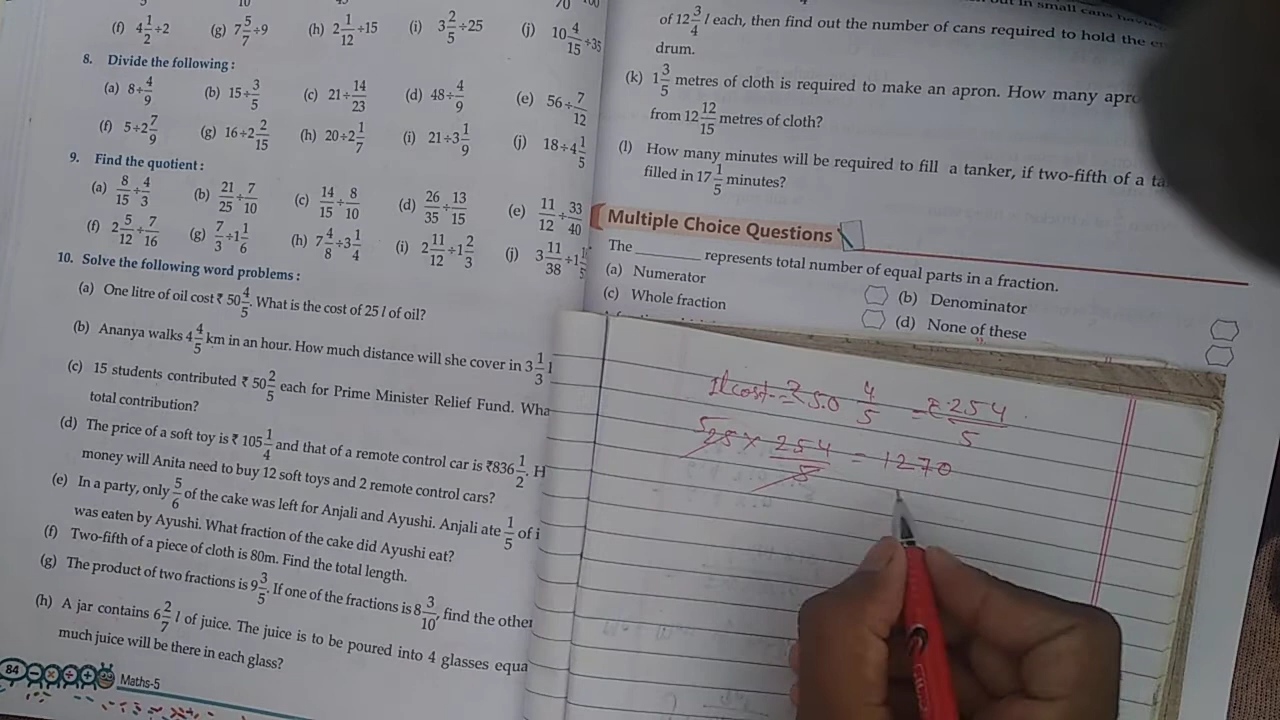 (f) 4 1/2 ÷2 (g) 7 5/7 ÷9 (h) 2 1/12 ÷15 (i) 3 2/5 ÷25 (j) 10 4/15 ÷35
8. Divide the following :
(a) 8÷4/9 (b) 15÷3/5 (c) 21÷14/23 (d) 48÷4/9 (e) 56÷7/12
(f) 5÷2 7/9 (g) 16÷2 2/15 (h) 20÷2 1/7 (i) 21÷3 1/9 (j) 18÷4 1/5
9. Find the quotient :
(a) 8/15÷4/3 (b) 21/25÷7/10 (c) 14/15÷8/10 (d) 26/35÷13/15 (e) 11/12÷33/40
(f) 2 5/12÷7/16 (g) 7/3÷1 1/6 (h) 7 4/8÷3 1/4 (i) 2 11/12÷1 2/3 (j) 3 11/38÷1
10. Solve the following word problems :
(a) One litre of oil cost ₹ 50 4/5. What is the cost of 25 l of oil?
(b) Ananya walks 4 4/5 km in an hour. How much distance will she cover in 3 1/3
(c) 15 students contributed ₹ 50 2/5 each for Prime Minister Relief Fund. Wha
total contribution?
(d) The price of a soft toy is ₹ 105 1/4 and that of a remote control car is ₹836 1/2. H
money will Anita need to buy 12 soft toys and 2 remote control cars?
(e) In a party, only 5/6 of the cake was left for Anjali and Ayushi. Anjali ate 1/5 of i
was eaten by Ayushi. What fraction of the cake did Ayushi eat?
(f) Two-fifth of a piece of cloth is 80m. Find the total length.
(g) The product of two fractions is 9 3/5. If one of the fractions is 8 3/10, find the other
(h) A jar contains 6 2/7 l of juice. The juice is to be poured into 4 glasses equa
much juice will be there in each glass?
84 Maths-5
of 12 3/4 l each, then find out the number of cans required to hold the
drum.
(k) 1 3/5 metres of cloth is required to make an apron. How many apr
from 12 12/15 metres of cloth?
(l) How many minutes will be required to fill a tanker, if two-fifth of a ta
filled in 17 1/5 minutes?
Multiple Choice Questions
The ________ represents total number of equal parts in a fraction.
(a) Numerator (b) Denominator
(c) Whole fraction (d) None of these
1l cost = ₹ 50 4/5 = ₹ 254/5
5 25 × 254/5 = 1270